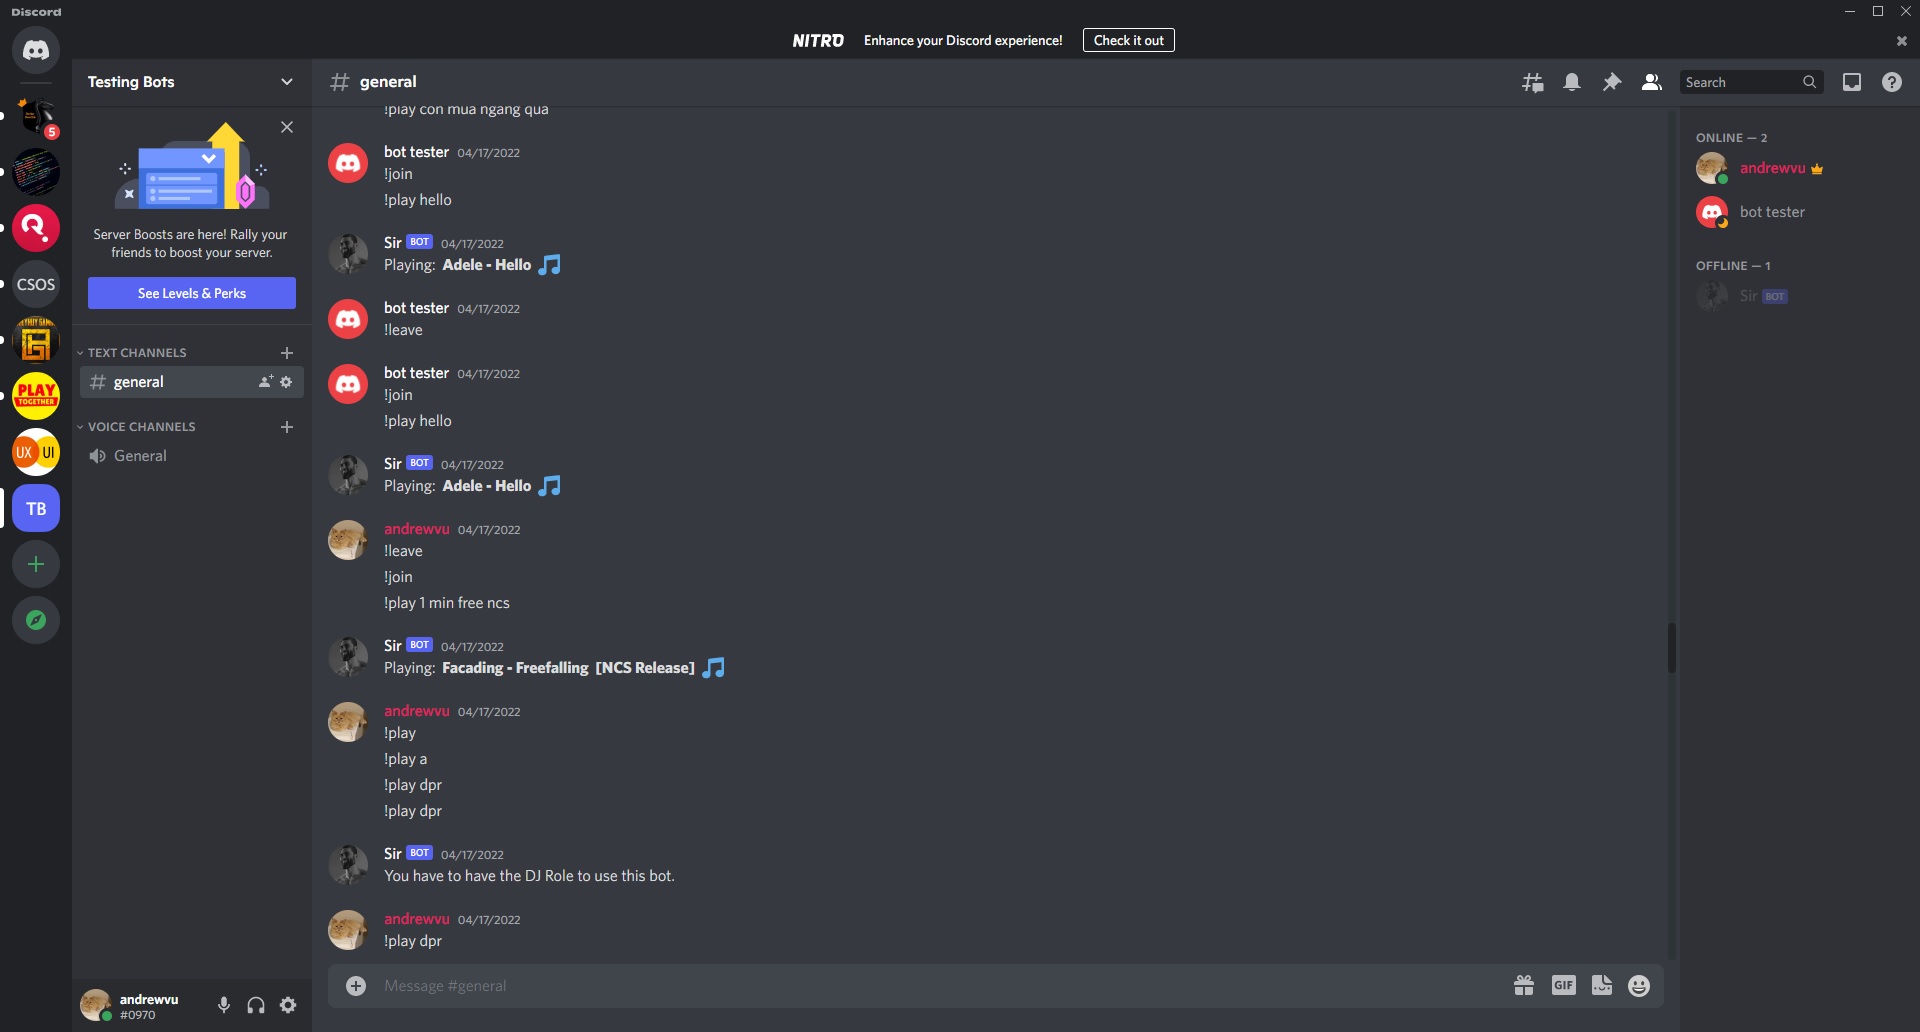 Discord
NITRO Enhance your Discord experience! Check it out
5
CSOS
PLAY
TOGETHER
UX UI
TB
Testing Bots
Server Boosts are here! Rally your
friends to boost your server.
See Levels & Perks
TEXT CHANNELS
general
VOICE CHANNELS
General
andrewvu
#0970
# general
Search
!play con mua ngang qua
bot tester 04/17/2022
!join
!play hello
Sir BOT 04/17/2022
Playing: Adele - Hello
bot tester 04/17/2022
!leave
bot tester 04/17/2022
!join
!play hello
Sir BOT 04/17/2022
Playing: Adele - Hello
andrewvu 04/17/2022
!leave
!join
!play 1 min free ncs
Sir BOT 04/17/2022
Playing: Facading - Freefalling [NCS Release]
andrewvu 04/17/2022
!play
!play a
!play dpr
!play dpr
Sir BOT 04/17/2022
You have to have the DJ Role to use this bot.
andrewvu 04/17/2022
!play dpr
Message #general
GIF
ONLINE — 2
andrewvu
bot tester
OFFLINE — 1
Sir BOT